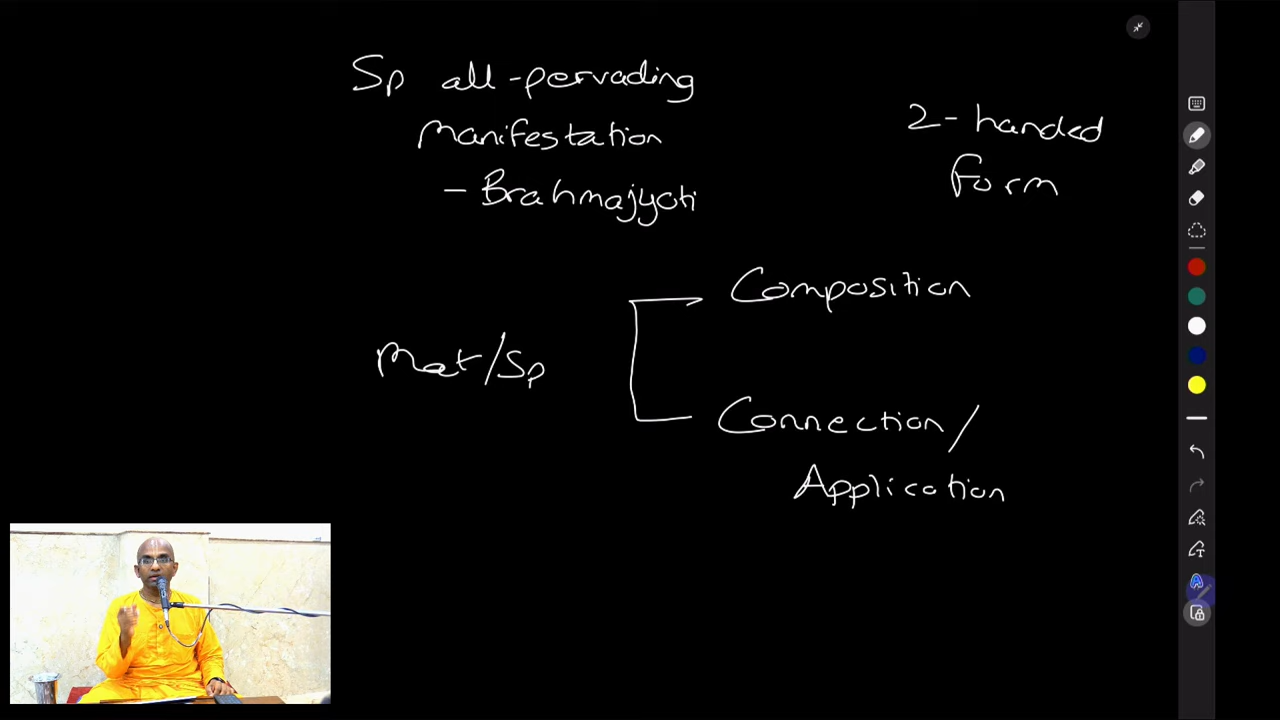 Sp all-pervading
manifestation
- Brahmajyoti
2-handed
form
Composition
Mat/Sp
Connection/
Application